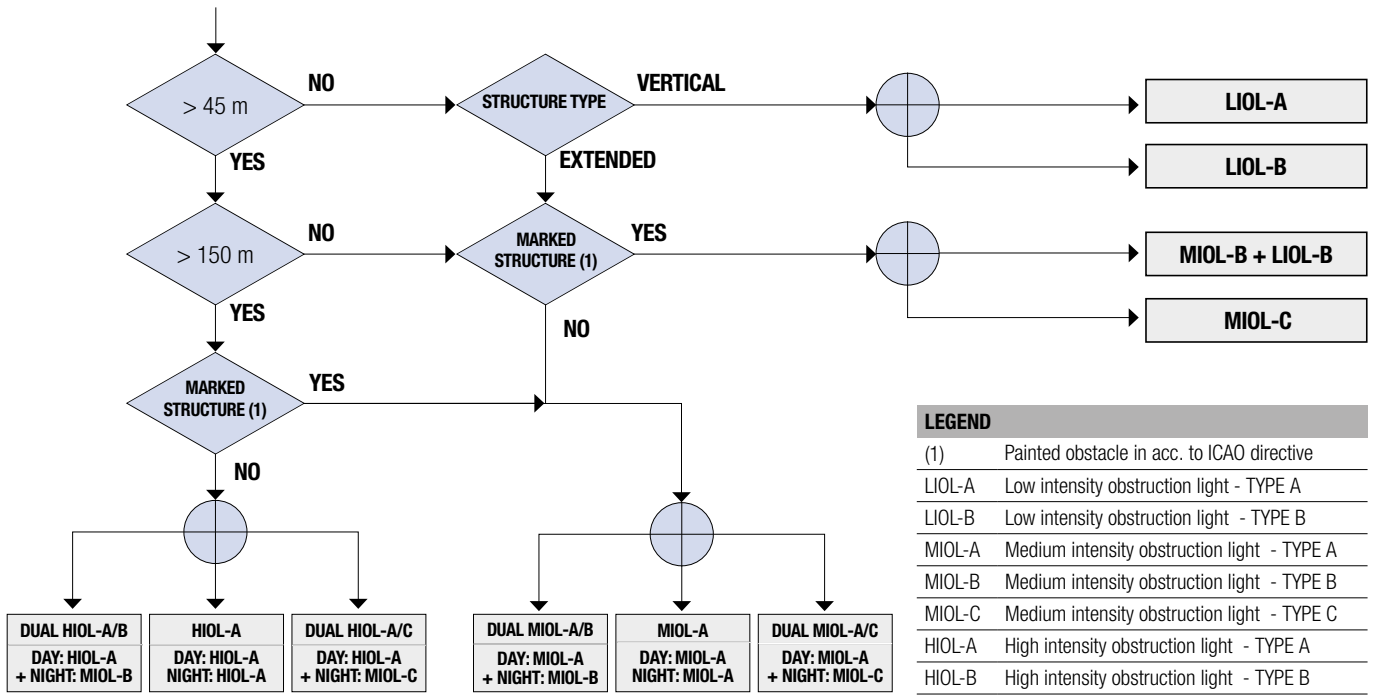 > 45 m
NO
STRUCTURE TYPE
VERTICAL
LIOL-A
YES
EXTENDED
LIOL-B
> 150 m
NO
MARKED
STRUCTURE (1)
YES
MIOL-B + LIOL-B
YES
NO
MIOL-C
MARKED
STRUCTURE (1)
YES
NO
DUAL HIOL-A/B
DAY: HIOL-A
+ NIGHT: MIOL-B
HIOL-A
DAY: HIOL-A
NIGHT: HIOL-A
DUAL HIOL-A/C
DAY: HIOL-A
+ NIGHT: MIOL-C
DUAL MIOL-A/B
DAY: MIOL-A
+ NIGHT: MIOL-B
MIOL-A
DAY: MIOL-A
NIGHT: MIOL-A
DUAL MIOL-A/C
DAY: MIOL-A
+ NIGHT: MIOL-C
LEGEND
(1) Painted obstacle in acc. to ICAO directive
LIOL-A Low intensity obstruction light - TYPE A
LIOL-B Low intensity obstruction light - TYPE B
MIOL-A Medium intensity obstruction light - TYPE A
MIOL-B Medium intensity obstruction light - TYPE B
MIOL-C Medium intensity obstruction light - TYPE C
HIOL-A High intensity obstruction light - TYPE A
HIOL-B High intensity obstruction light - TYPE B